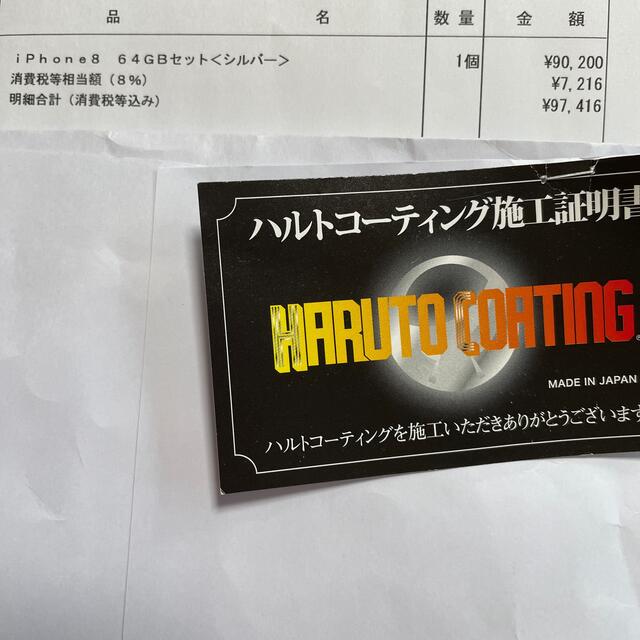 品 名 数量 金 額
iPhone8 64GBセット<シルバー> 1個 ¥90,200
消費税等相当額(8%) ¥7,216
明細合計(消費税等込み) ¥97,416
ハルトコーティング施工証明書
HARUTO COATING
MADE IN JAPAN
ハルトコーティングを施工いただきありがとうございます